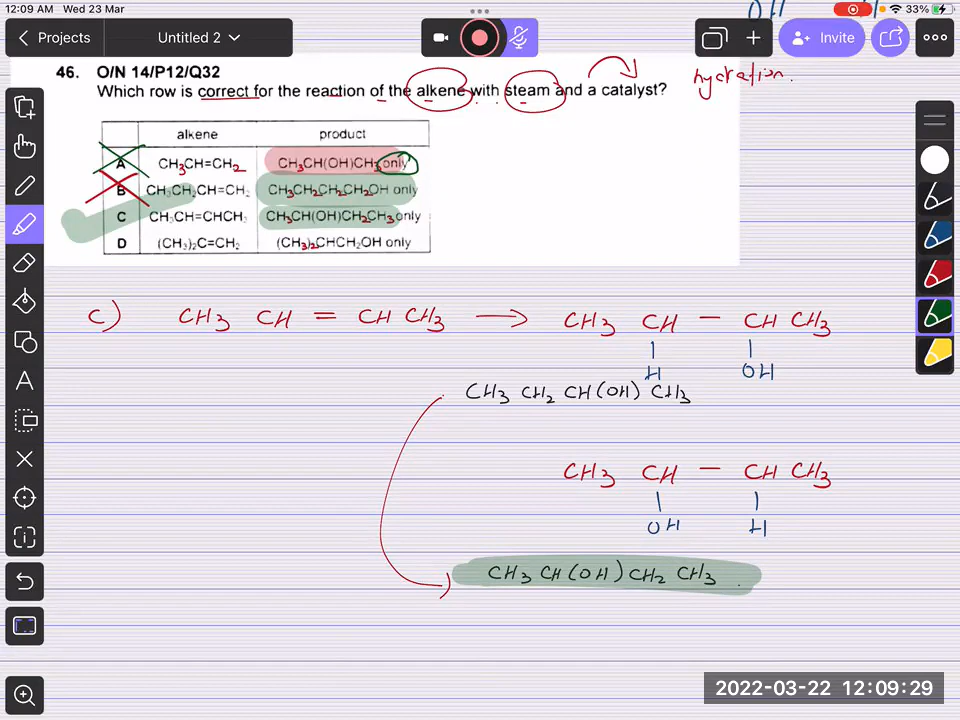 12:09 AM Wed 23 Mar
33%
OH
Projects
Untitled 2
Invite
46. O/N 14/P12/Q32
hydration.
Which row is correct for the reaction of the alkene with steam and a catalyst?
alkene product
A CH₃CH=CH₂ CH₃CH(OH)CH₃ only
B CH₃CH₂CH=CH₂ CH₃CH₂CH₂CH₂OH only
C CH₃CH=CHCH₃ CH₃CH(OH)CH₂CH₃ only
D (CH₃)₂C=CH₂ (CH₃)₂CHCH₂OH only
A
C) CH3 CH = CH CH3 → CH3 CH – CH CH3
H OH
CH3 CH2 CH(OH) CH3
CH3 CH – CH CH3
OH H
CH3 CH(OH) CH2 CH3
2022-03-22 12:09:29